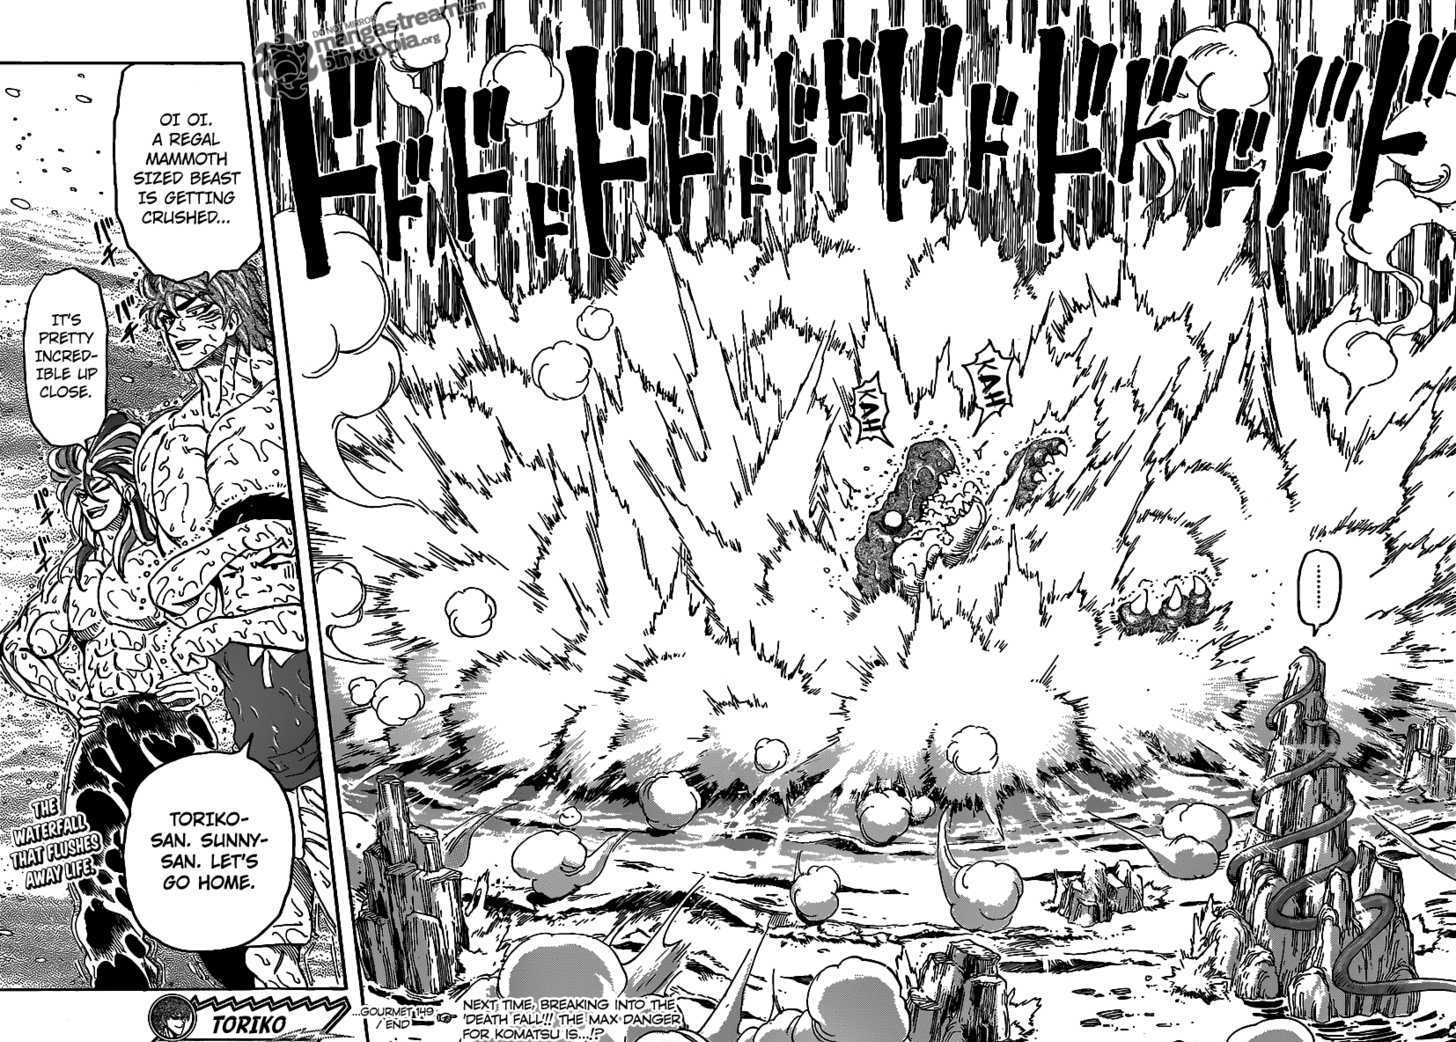 DO NOT MIRROR
mangastream.com
binktopia.org
ドドドドドドドドドドドドドド
KAH
KAH
.........
OI OI.
A REGAL
MAMMOTH
SIZED BEAST
IS GETTING
CRUSHED...
IT'S
PRETTY
INCRED-
IBLE UP
CLOSE.
TORIKO-
SAN. SUNNY-
SAN. LET'S
GO HOME.
THE
WATERFALL
THAT FLUSHES
AWAY LIFE.
TORIKO
...GOURMET 149
/ END
NEXT TIME, BREAKING INTO THE
'DEATH FALL'!! THE MAX DANGER
FOR KOMATSU IS....!?